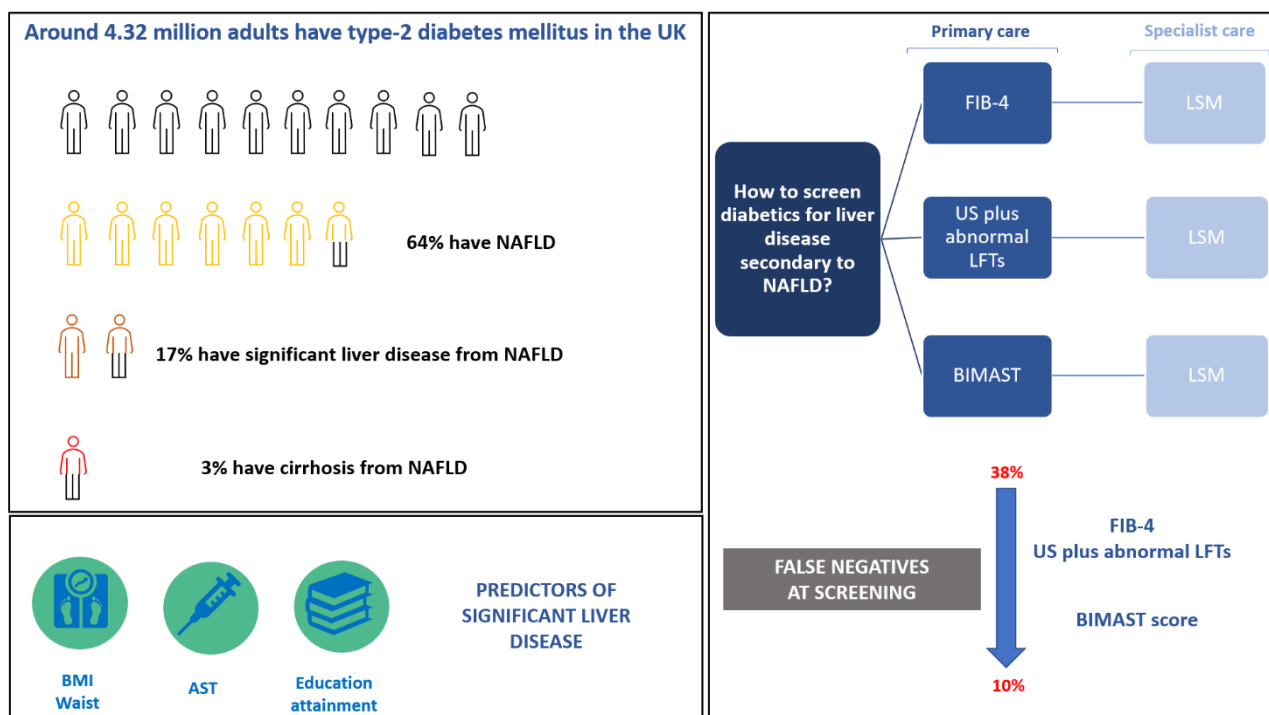 Around 4.32 million adults have type-2 diabetes mellitus in the UK
64% have NAFLD
17% have significant liver disease from NAFLD
3% have cirrhosis from NAFLD
BMI
Waist
AST
Education
attainment
PREDICTORS OF
SIGNIFICANT LIVER
DISEASE
Primary care
Specialist care
How to screen
diabetics for liver
disease
secondary to
NAFLD?
FIB-4
LSM
US plus
abnormal
LFTs
LSM
BIMAST
LSM
38%
FALSE NEGATIVES
AT SCREENING
FIB-4
US plus abnormal LFTs
BIMAST score
10%